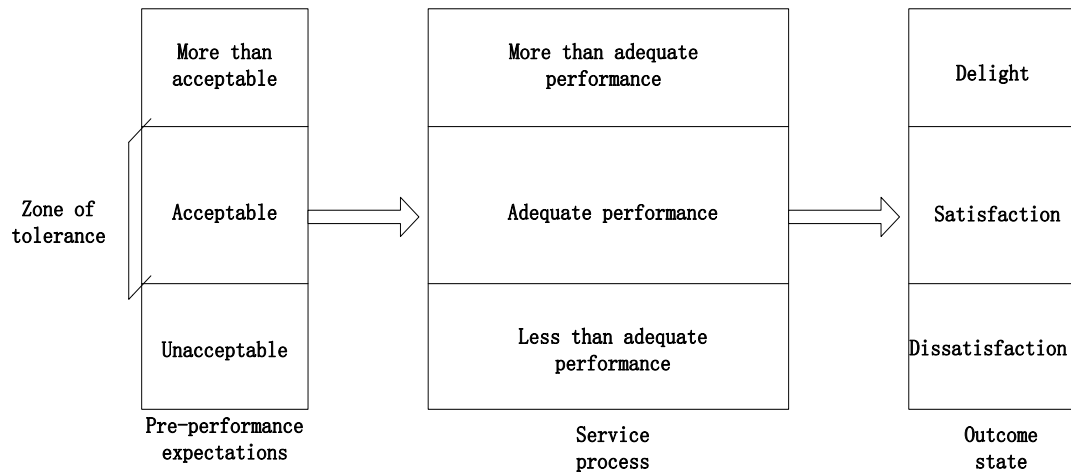 More than
acceptable
More than adequate
performance
Delight
Zone of
tolerance
Acceptable
Adequate performance
Satisfaction
Unacceptable
Less than adequate
performance
Dissatisfaction
Pre-performance
expectations
Service
process
Outcome
state